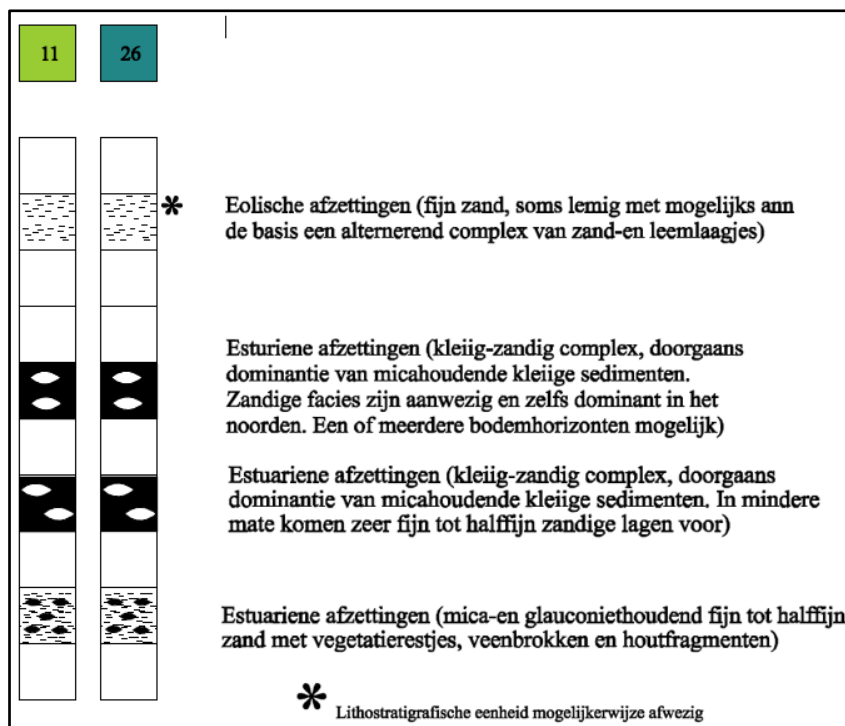 11 26
* Eolische afzettingen (fijn zand, soms lemig met mogelijks ann
de basis een alternerend complex van zand-en leemlaagjes)
Esturiene afzettingen (kleiig-zandig complex, doorgaans
dominantie van micahoudende kleiige sedimenten.
Zandige facies zijn aanwezig en zelfs dominant in het
noorden. Een of meerdere bodemhorizonten mogelijk)
Estuariene afzettingen (kleiig-zandig complex, doorgaans
dominantie van micahoudende kleiige sedimenten. In mindere
mate komen zeer fijn tot halffijn zandige lagen voor)
Estuariene afzettingen (mica-en glauconiethoudend fijn tot halffijn
zand met vegetatierestjes, veenbrokken en houtfragmenten)
* Lithostratigrafische eenheid mogelijkerwijze afwezig